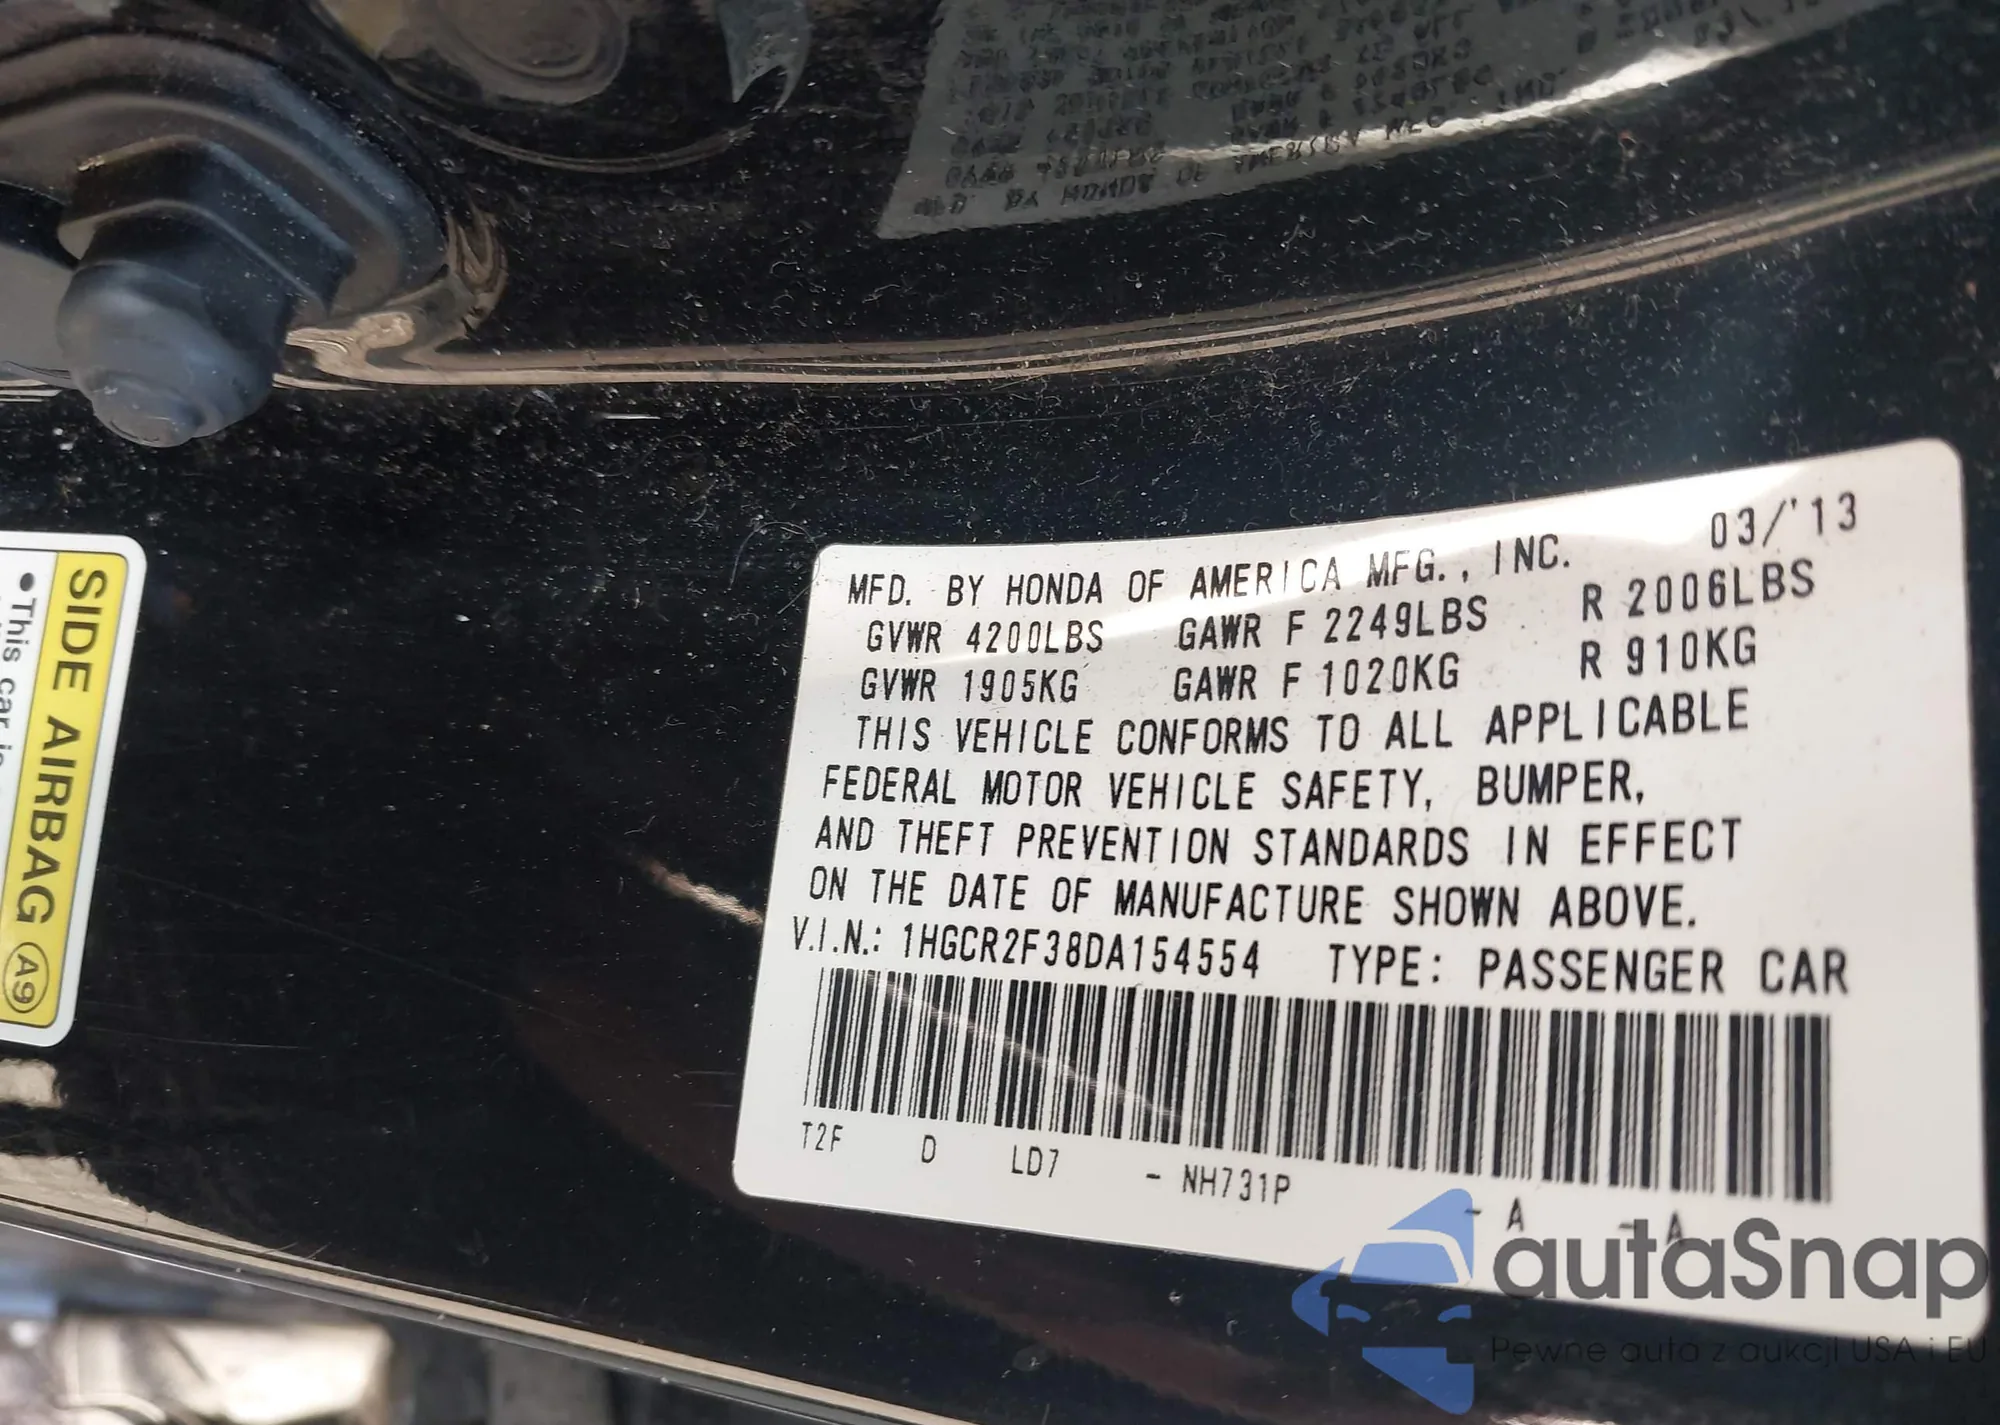 SIDE AIRBAG A9
• This car is
MFD. BY HONDA OF AMERICA MFG., INC. 03/'13
GVWR 4200LBS GAWR F 2249LBS R 2006LBS
GVWR 1905KG GAWR F 1020KG R 910KG
THIS VEHICLE CONFORMS TO ALL APPLICABLE
FEDERAL MOTOR VEHICLE SAFETY, BUMPER,
AND THEFT PREVENTION STANDARDS IN EFFECT
ON THE DATE OF MANUFACTURE SHOWN ABOVE.
V.I.N.: 1HGCR2F38DA154554 TYPE: PASSENGER CAR
T2F D LD7 - NH731P - A - A
autaSnap
Pewne auta z aukcji USA i EU